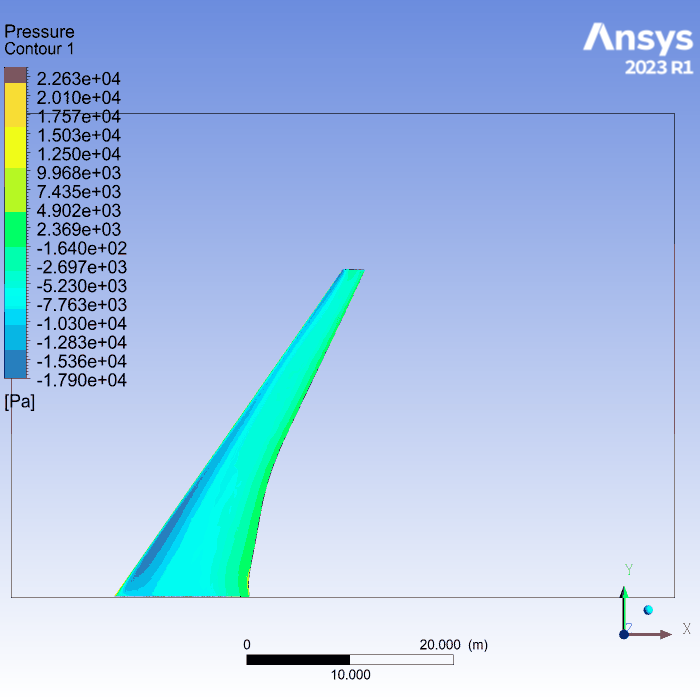 Pressure
Contour 1
Ansys
2023 R1
2.263e+04
2.010e+04
1.757e+04
1.503e+04
1.250e+04
9.968e+03
7.435e+03
4.902e+03
2.369e+03
-1.640e+02
-2.697e+03
-5.230e+03
-7.763e+03
-1.030e+04
-1.283e+04
-1.536e+04
-1.790e+04
[Pa]
Y
Z
X
0
20.000 (m)
10.000